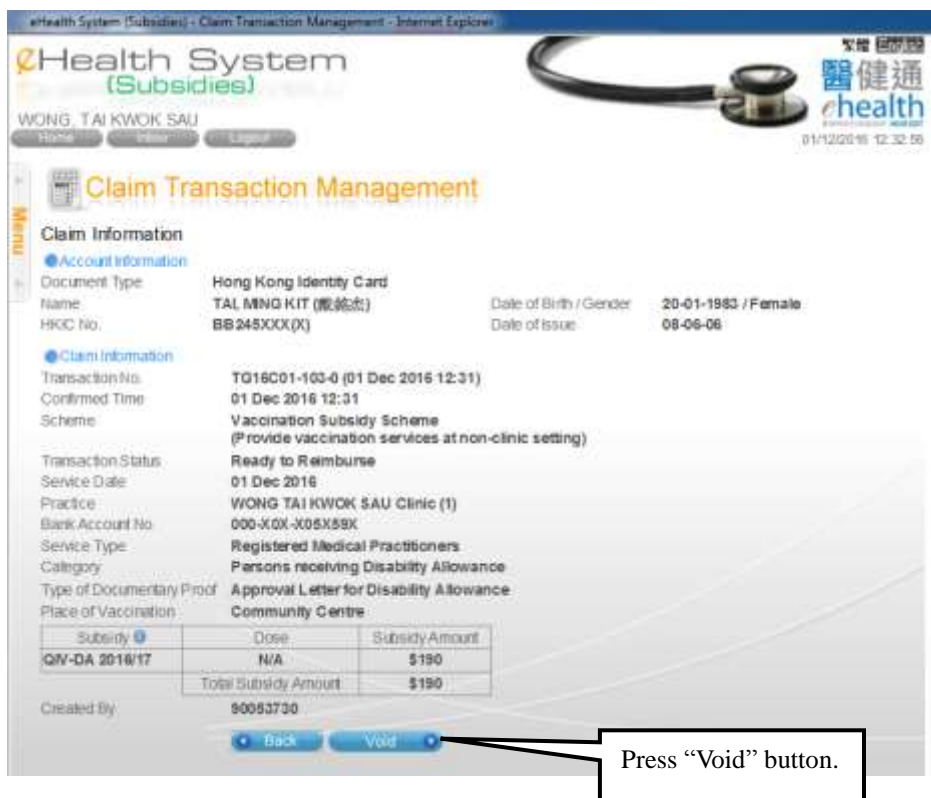 eHealth System (Subsidies) - Claim Transaction Management - Internet Explorer
eHealth System
(Subsidies)
繁體 English
醫健通
ehealth
WONG, TAI KWOK SAU
Home Inbox Logout
01/12/2016 12:32:56
Menu
Claim Transaction Management
Claim Information
Account Information
Document Type Hong Kong Identity Card
Name TAI, MING KIT (戴銘杰) Date of Birth / Gender 20-01-1983 / Female
HKIC No. BB245XXX(X) Date of Issue 08-06-06
Claim Information
Transaction No. TG16C01-103-0 (01 Dec 2016 12:31)
Confirmed Time 01 Dec 2016 12:31
Scheme Vaccination Subsidy Scheme
(Provide vaccination services at non-clinic setting)
Transaction Status Ready to Reimburse
Service Date 01 Dec 2016
Practice WONG TAI KWOK SAU Clinic (1)
Bank Account No. 000-X0X-X05X59X
Service Type Registered Medical Practitioners
Category Persons receiving Disability Allowance
Type of Documentary Proof Approval Letter for Disability Allowance
Place of Vaccination Community Centre
Subsidy Dose Subsidy Amount
QIV-DA 2016/17 N/A $190
Total Subsidy Amount $190
Created By 90053730
Back Void
Press “Void” button.